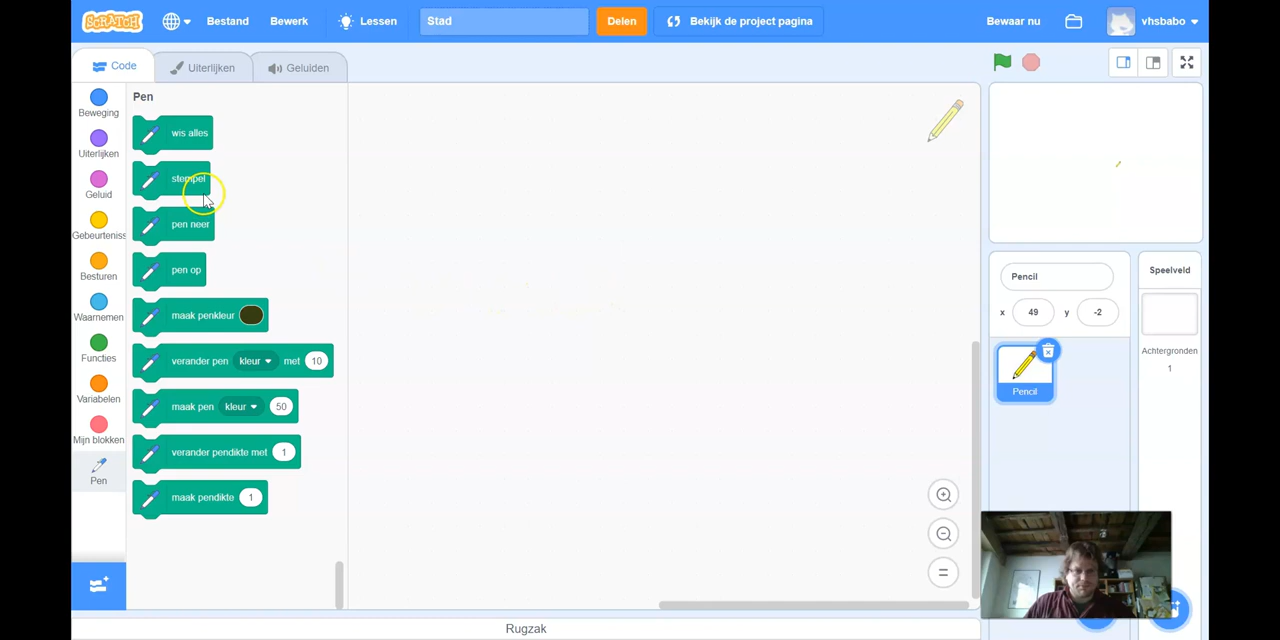 SCRATCH
Bestand
Bewerk
Lessen
Stad
Delen
Bekijk de project pagina
Bewaar nu
vhsbabo
Code
Uiterlijken
Geluiden
Beweging
Uiterlijken
Geluid
Gebeurteniss
Besturen
Waarnemen
Functies
Variabelen
Mijn blokken
Pen
Pen
wis alles
stempel
pen neer
pen op
maak penkleur
verander pen kleur met 10
maak pen kleur 50
verander pendikte met 1
maak pendikte 1
Pencil
x 49 y -2
Pencil
Speelveld
Achtergronden
1
Rugzak